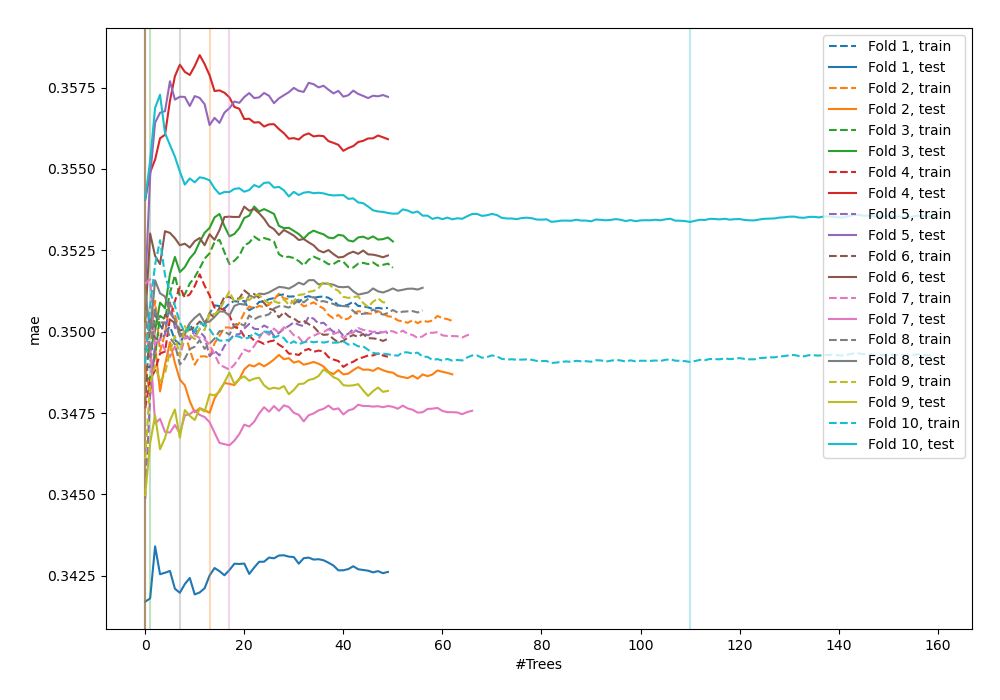 0.3575
0.3550
0.3525
0.3500
0.3475
0.3450
0.3425
mae
0 20 40 60 80 100 120 140 160
#Trees
Fold 1, train
Fold 1, test
Fold 2, train
Fold 2, test
Fold 3, train
Fold 3, test
Fold 4, train
Fold 4, test
Fold 5, train
Fold 5, test
Fold 6, train
Fold 6, test
Fold 7, train
Fold 7, test
Fold 8, train
Fold 8, test
Fold 9, train
Fold 9, test
Fold 10, train
Fold 10, test